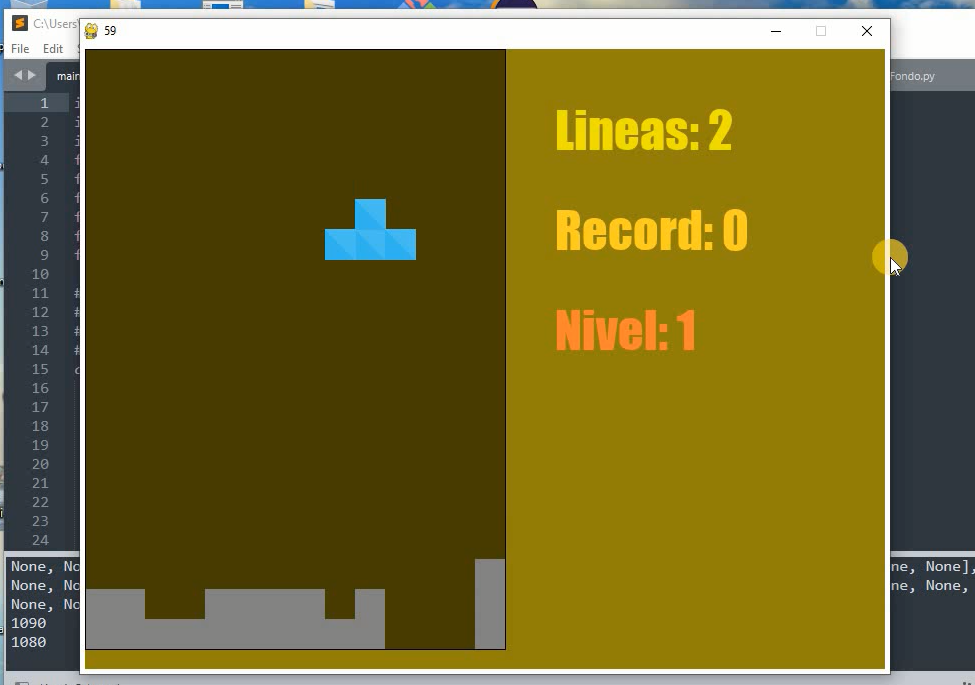 C:\Users
59
File Edit
main
Fondo.py
1
2
3
4
5
6
7
8
9
10
11
12
13
14
15
16
17
18
19
20
21
22
23
24
Lineas: 2
Record: 0
Nivel: 1
None, No
ne, None],
None, No
ne, None,
None, No
1090
1080